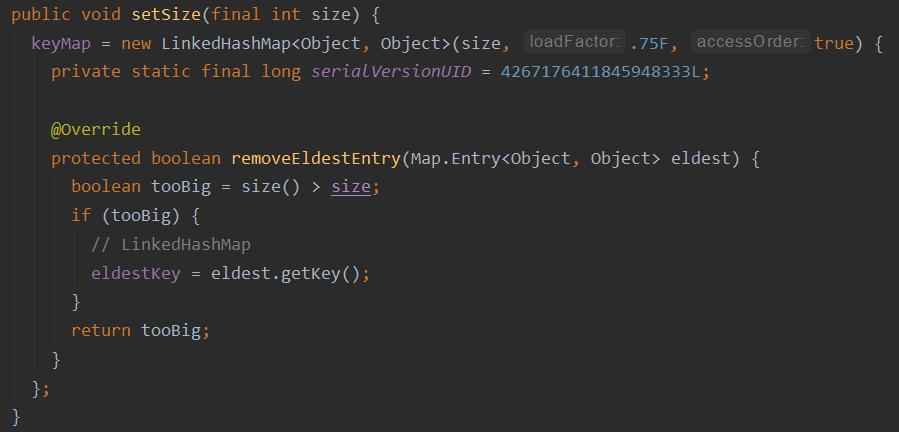 public void setSize(final int size) {
keyMap = new LinkedHashMap<Object, Object>(size, loadFactor: .75F, accessOrder: true) {
private static final long serialVersionUID = 4267176411845948333L;
@Override
protected boolean removeEldestEntry(Map.Entry<Object, Object> eldest) {
boolean tooBig = size() > size;
if (tooBig) {
// LinkedHashMap
eldestKey = eldest.getKey();
}
return tooBig;
}
};
}